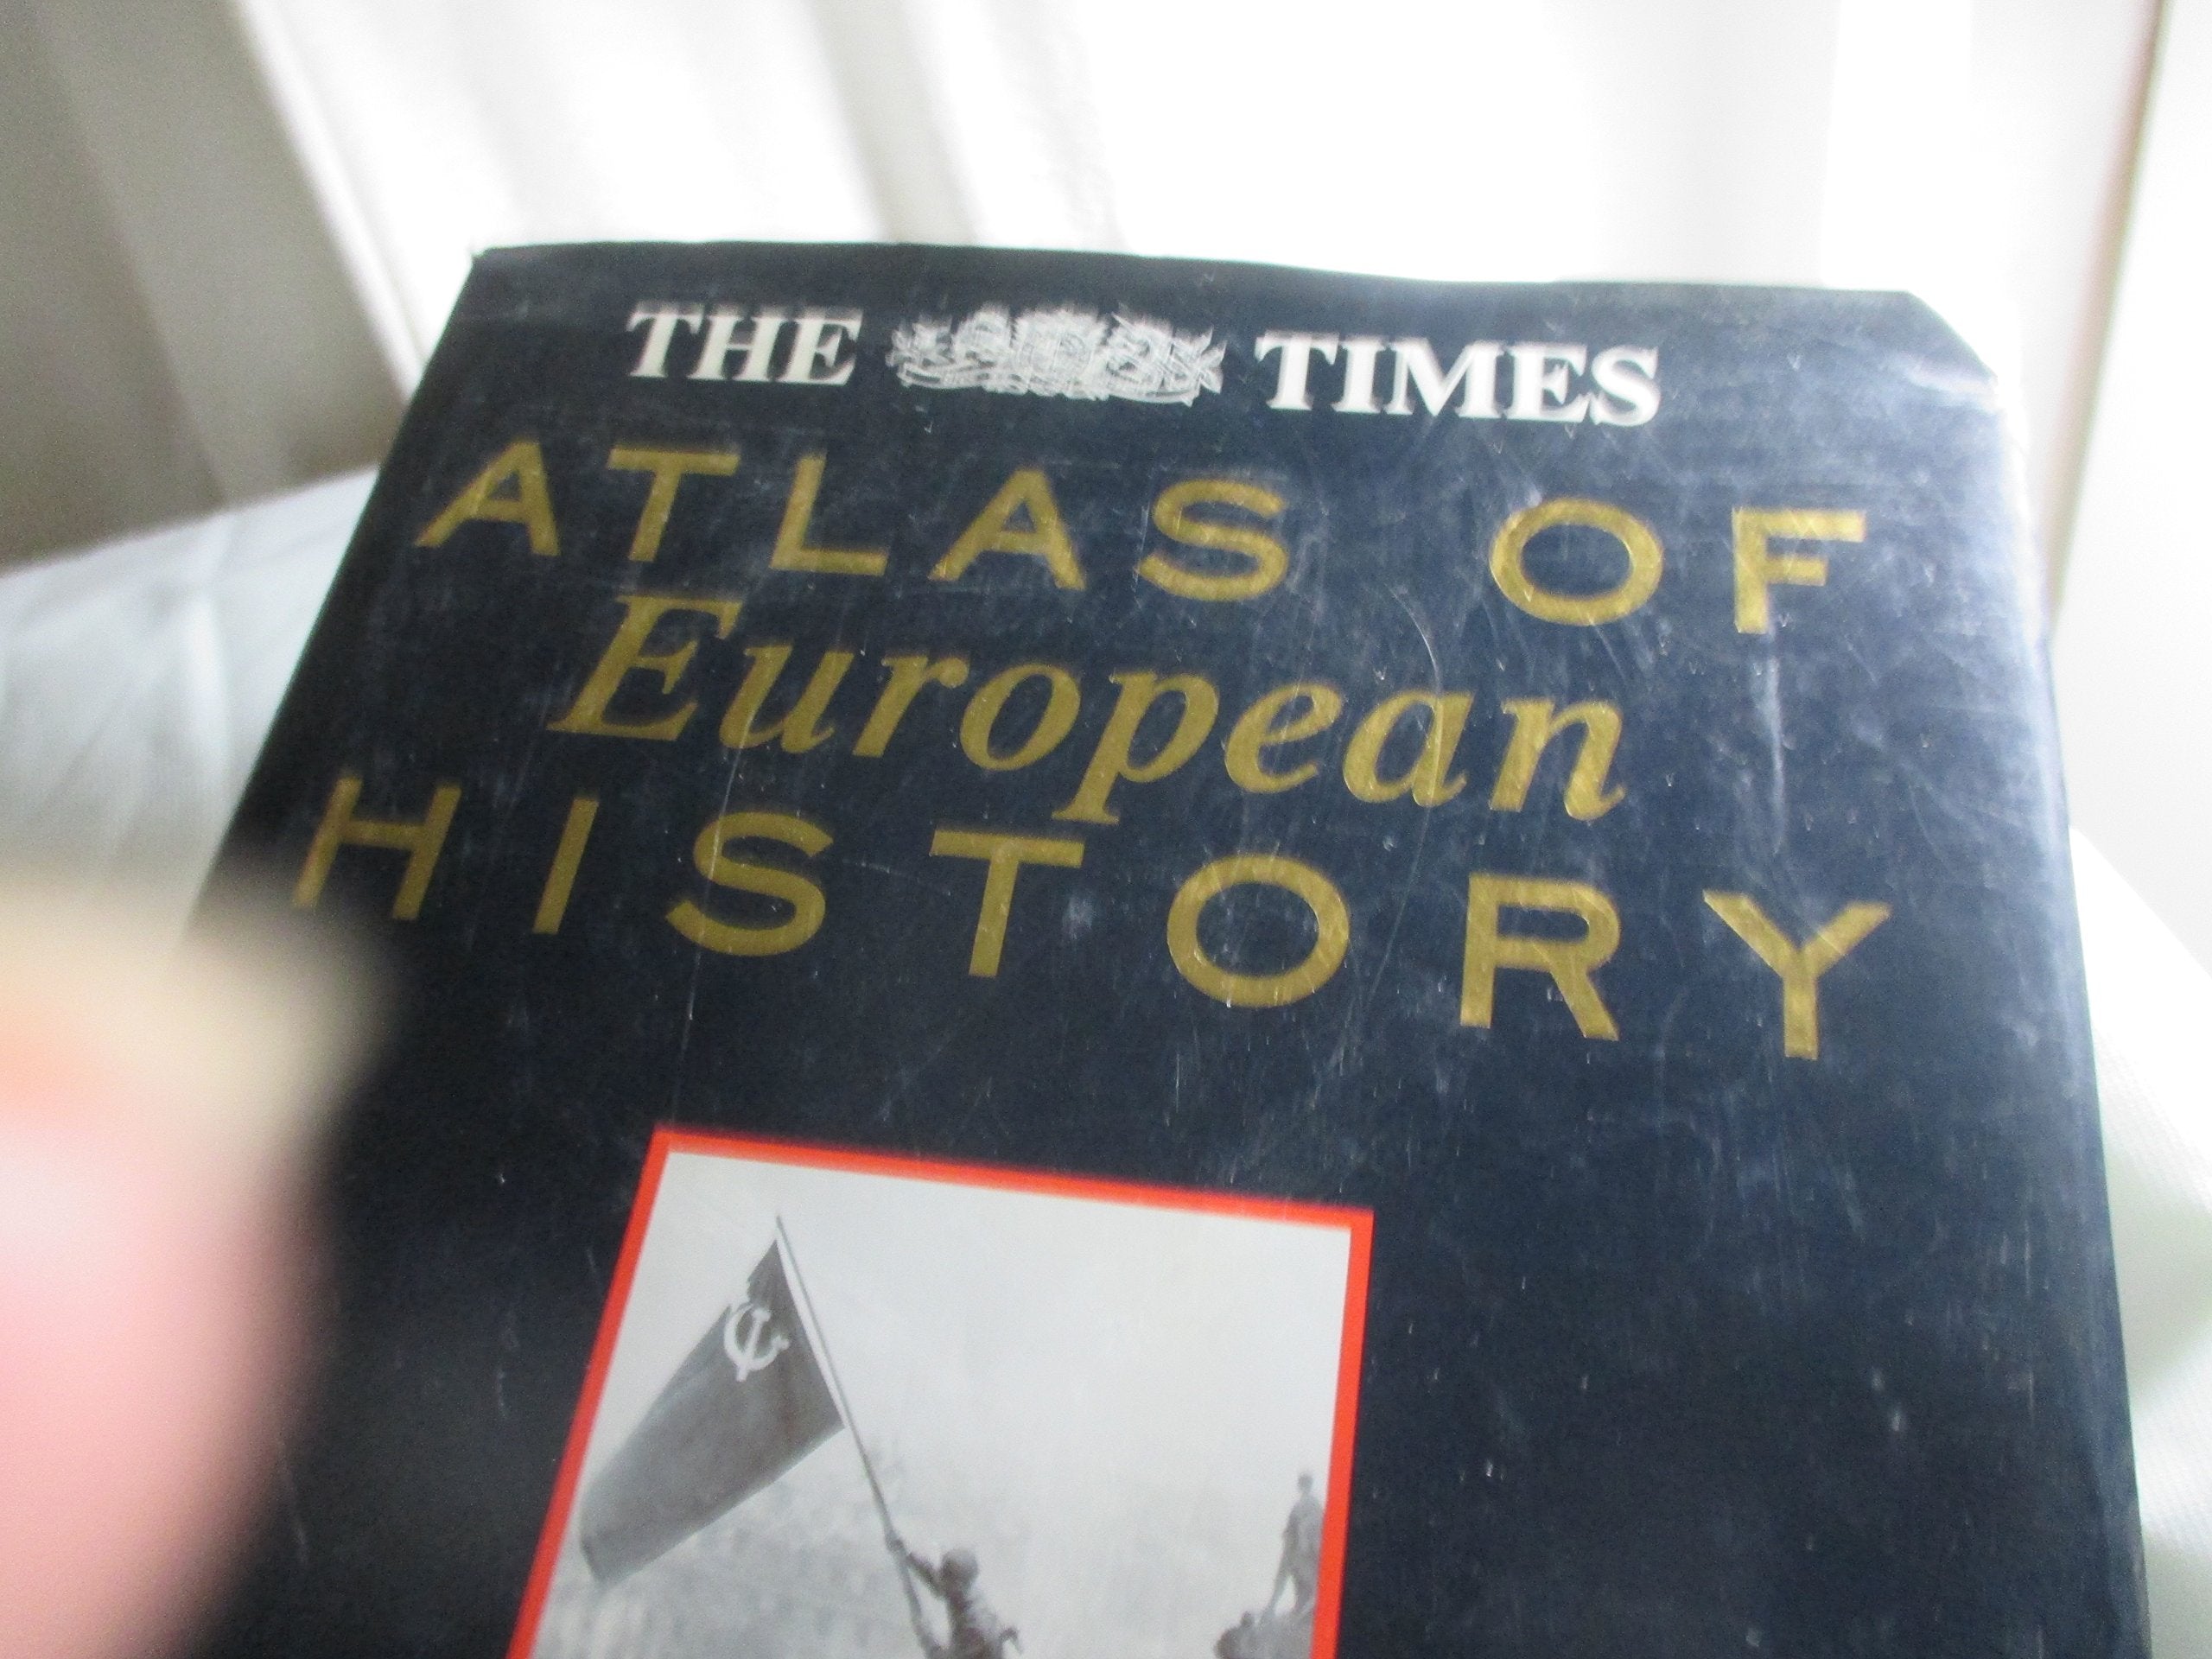 THE TIMES
ATLAS OF
European
HISTORY